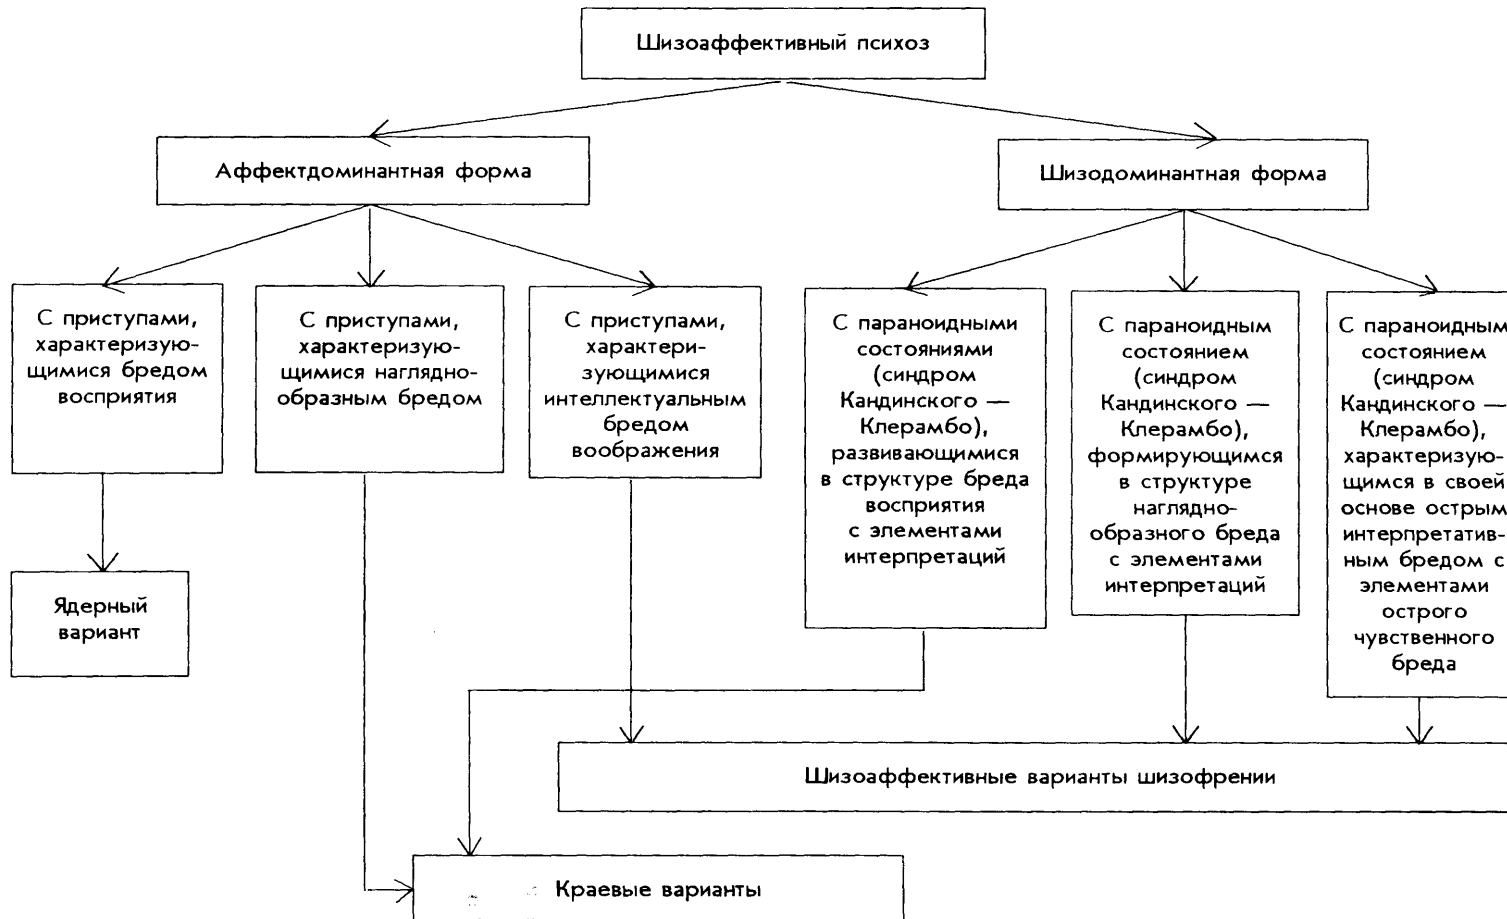 Шизоаффективный психоз
Аффектдоминантная форма
Шизодоминантная форма
С приступами,
характеризую-
щимися бредом
восприятия
С приступами,
характеризую-
щимися наглядно-
образным бредом
С приступами,
характери-
зующимися
интеллектуальным
бредом
воображения
С параноидными
состояниями
(синдром
Кандинского —
Клерамбо),
развивающимися
в структуре бреда
восприятия
с элементами
интерпретаций
С параноидным
состоянием
(синдром
Кандинского —
Клерамбо),
формирующимся
в структуре
наглядно-
образного бреда
с элементами
интерпретаций
С параноидным
состоянием
(синдром
Кандинского —
Клерамбо),
характеризую-
щимся в своей
основе острым
интерпретатив-
ным бредом с
элементами
острого
чувственного
бреда
Ядерный
вариант
Шизоаффективные варианты шизофрении
Краевые варианты